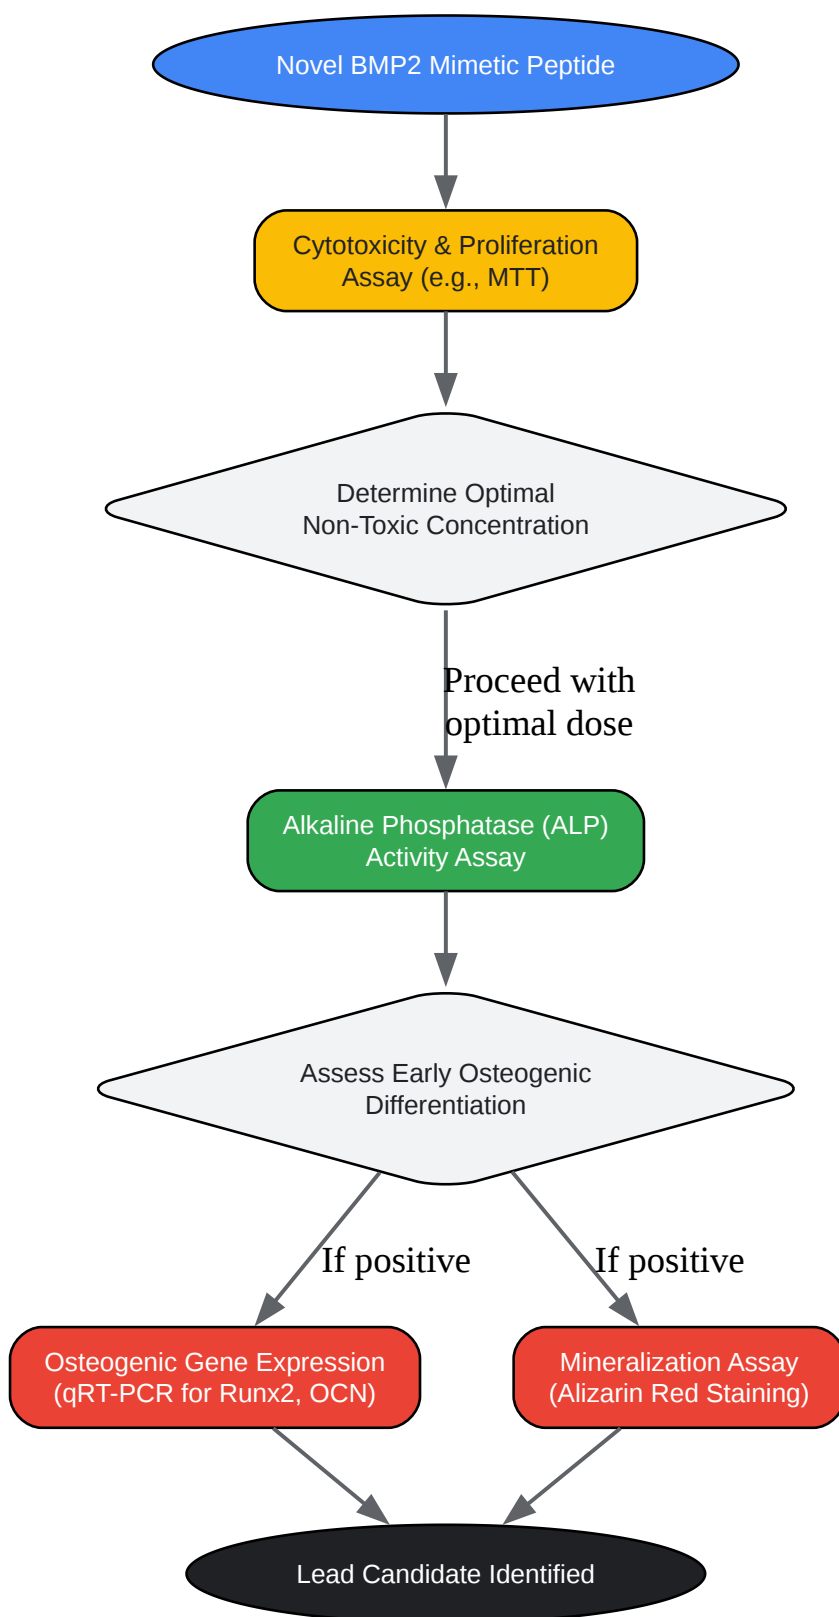 Novel BMP2 Mimetic Peptide
Cytotoxicity & Proliferation
Assay (e.g., MTT)
Determine Optimal
Non-Toxic Concentration
Proceed with
optimal dose
Alkaline Phosphatase (ALP)
Activity Assay
Assess Early Osteogenic
Differentiation
If positive
If positive
Osteogenic Gene Expression
(qRT-PCR for Runx2, OCN)
Mineralization Assay
(Alizarin Red Staining)
Lead Candidate Identified